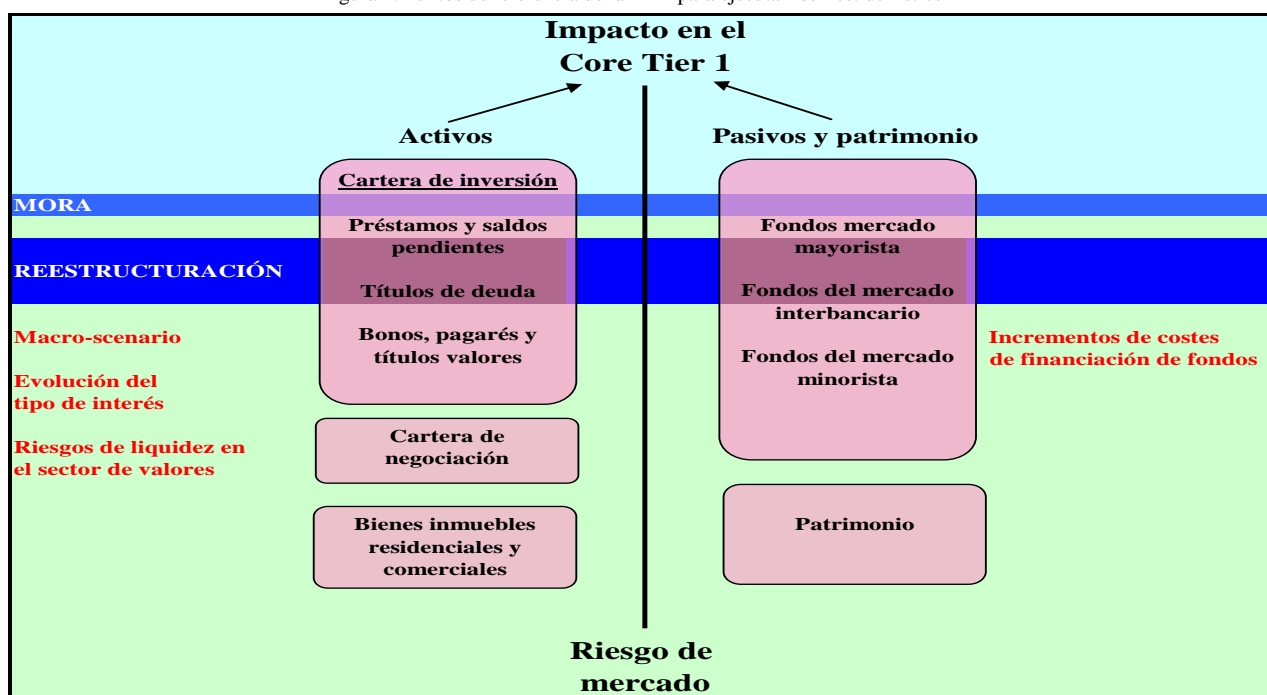 Impacto en el
Core Tier 1
Activos
Pasivos y patrimonio
Cartera de inversión
MORA
Préstamos y saldos
pendientes
Fondos mercado
mayorista
REESTRUCTURACIÓN
Títulos de deuda
Fondos del mercado
interbancario
Macro-scenario
Bonos, pagarés y
títulos valores
Fondos del mercado
minorista
Incrementos de costes
de financiación de fondos
Evolución del
tipo de interés
Riesgos de liquidez en
el sector de valores
Cartera de
negociación
Bienes inmuebles
residenciales y
comerciales
Patrimonio
Riesgo de
mercado